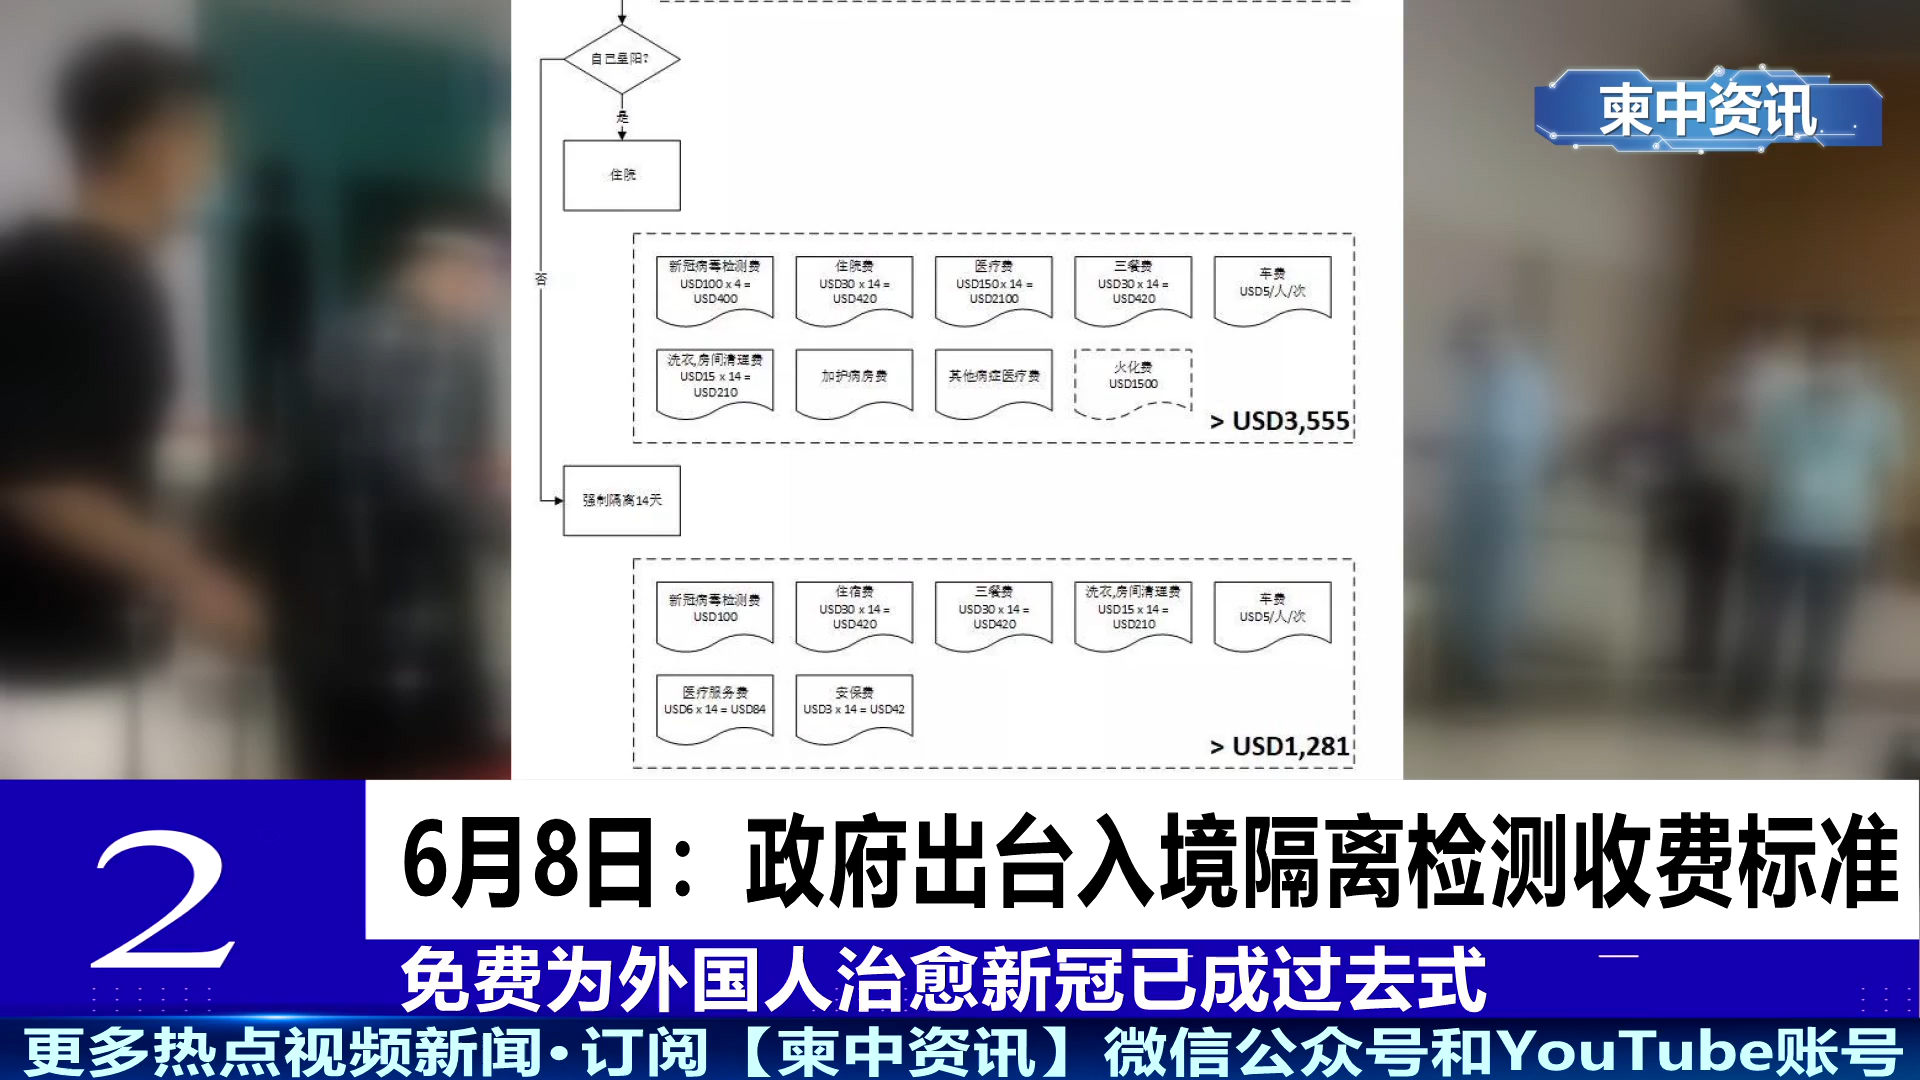 自己是阳?
柬中资讯
是
住院
否
新冠病毒检测费
USD100 x 4 =
USD400
住院费
USD30 x 14 =
USD420
医疗费
USD150 x 14 =
USD2100
三餐费
USD30 x 14 =
USD420
车费
USD5/人/次
洗衣,房间清理费
USD15 x 14 =
USD210
加护病房费
其他病症医疗费
火化费
USD1500
> USD3,555
强制隔离14天
新冠病毒检测费
USD100
住宿费
USD30 x 14 =
USD420
三餐费
USD30 x 14 =
USD420
洗衣,房间清理费
USD15 x 14 =
USD210
车费
USD5/人/次
医疗服务费
USD6 x 14 = USD84
安保费
USD3 x 14 = USD42
> USD1,281
2
6月8日：政府出台入境隔离检测收费标准
免费为外国人治愈新冠已成过去式
更多热点视频新闻·订阅【柬中资讯】微信公众号和YouTube账号